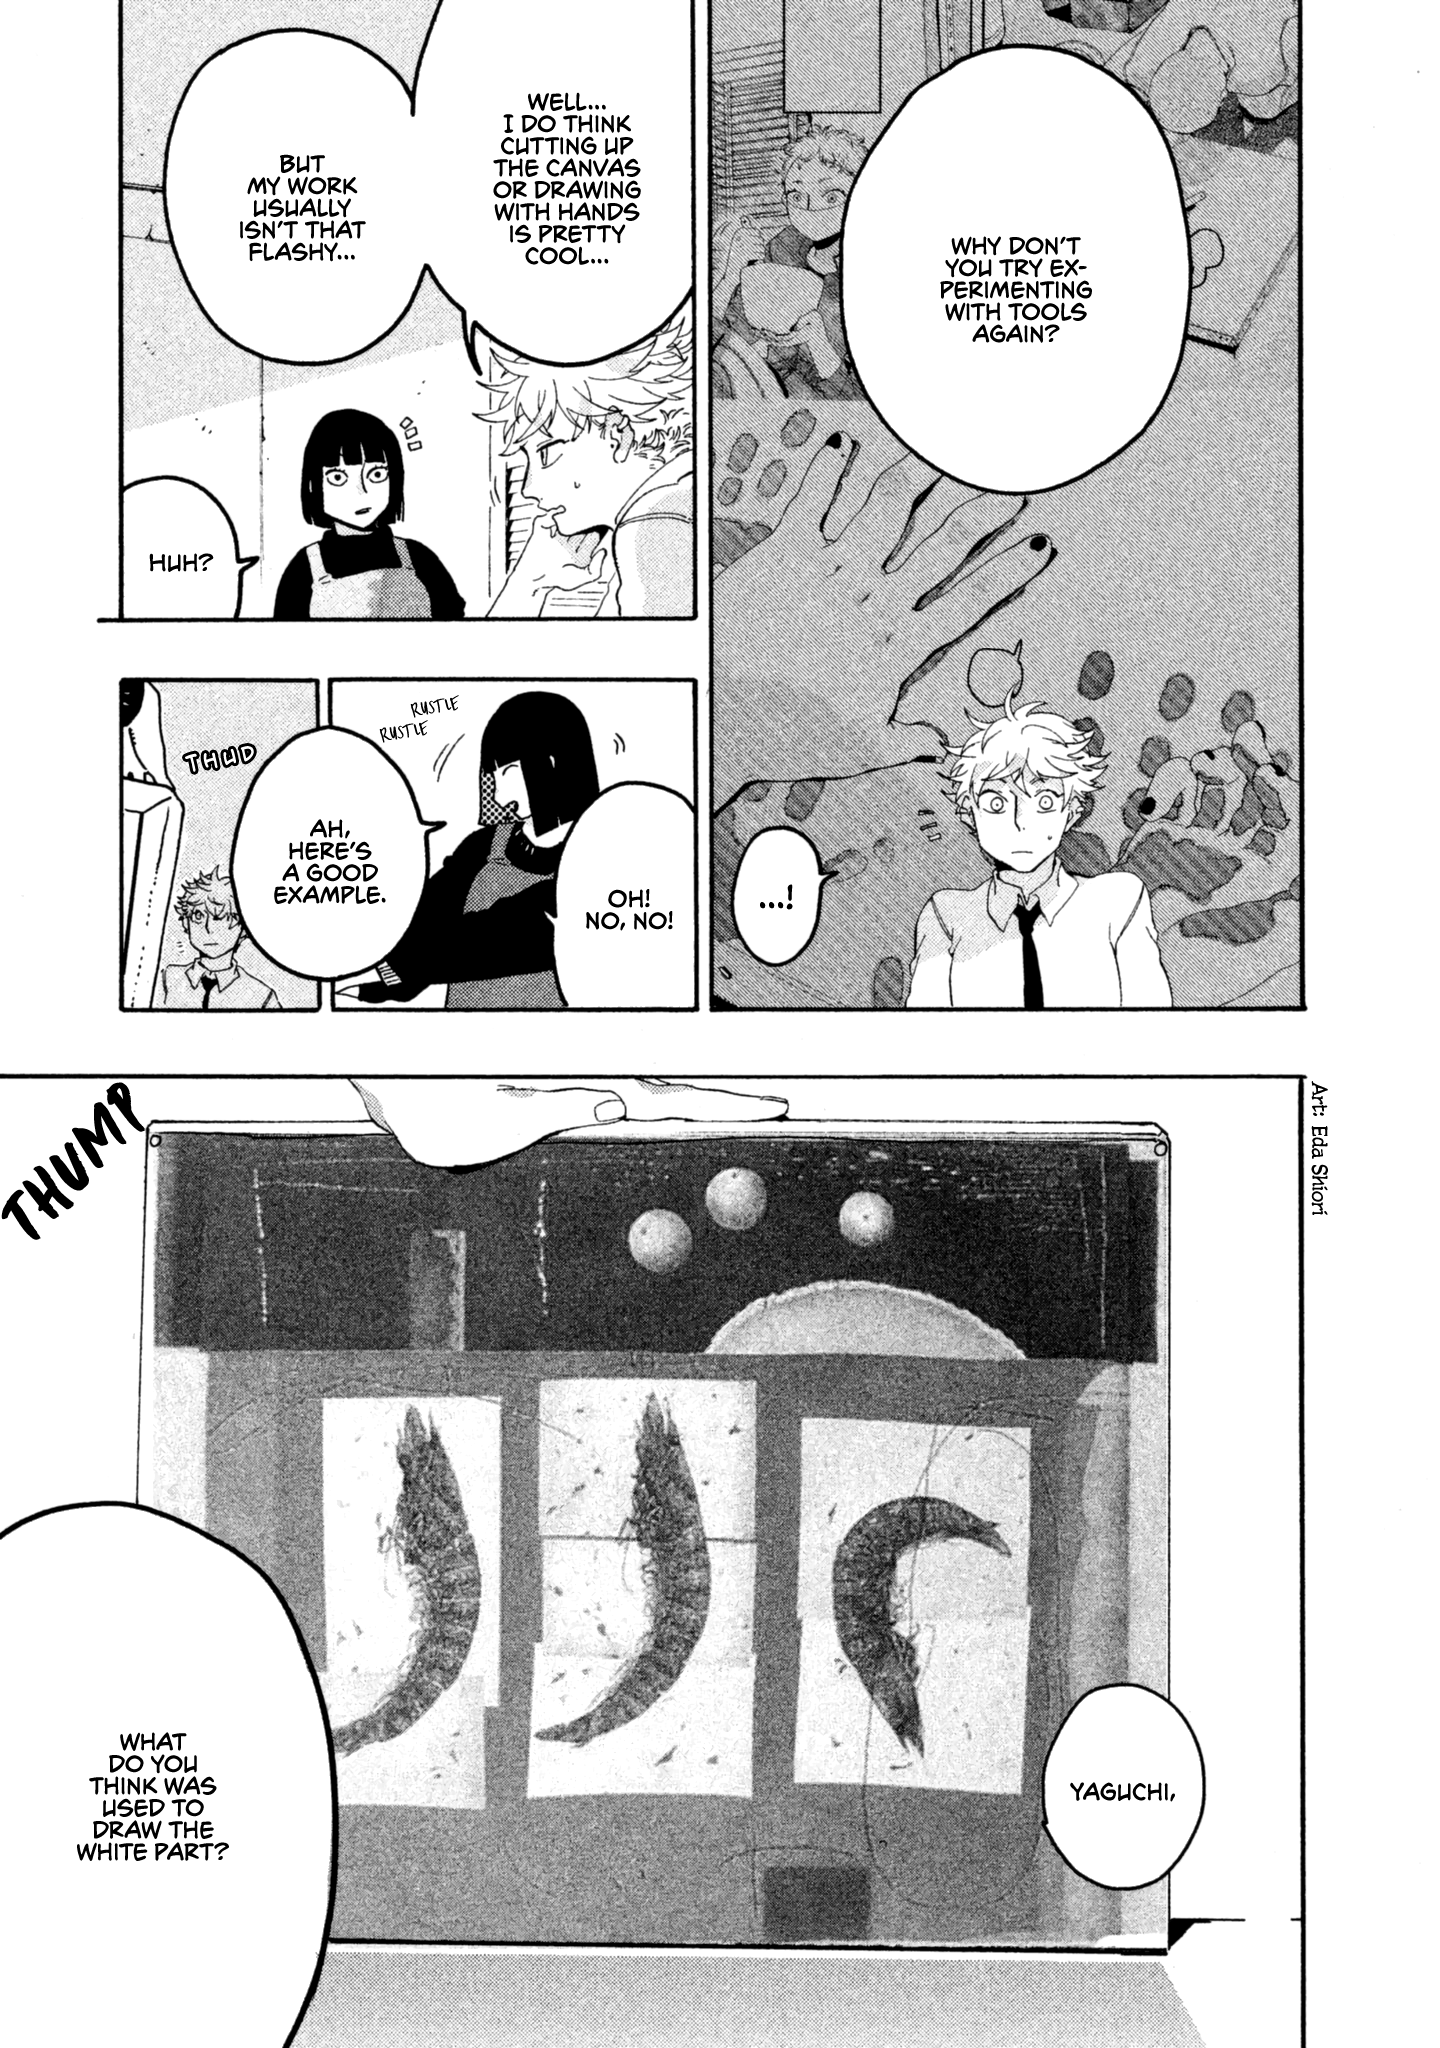 WHY DON'T
YOU TRY EX-
PERIMENTING
WITH TOOLS
AGAIN?
...!
WELL...
I DO THINK
CUTTING UP
THE CANVAS
OR DRAWING
WITH HANDS
IS PRETTY
COOL...
BUT
MY WORK
USUALLY
ISN'T THAT
FLASHY...
HUH?
OH!
NO, NO!
RUSTLE
RUSTLE
AH,
HERE'S
A GOOD
EXAMPLE.
THUD
Art: Eda Shiori
THUMP
YAGUCHI,
WHAT
DO YOU
THINK WAS
USED TO
DRAW THE
WHITE PART?